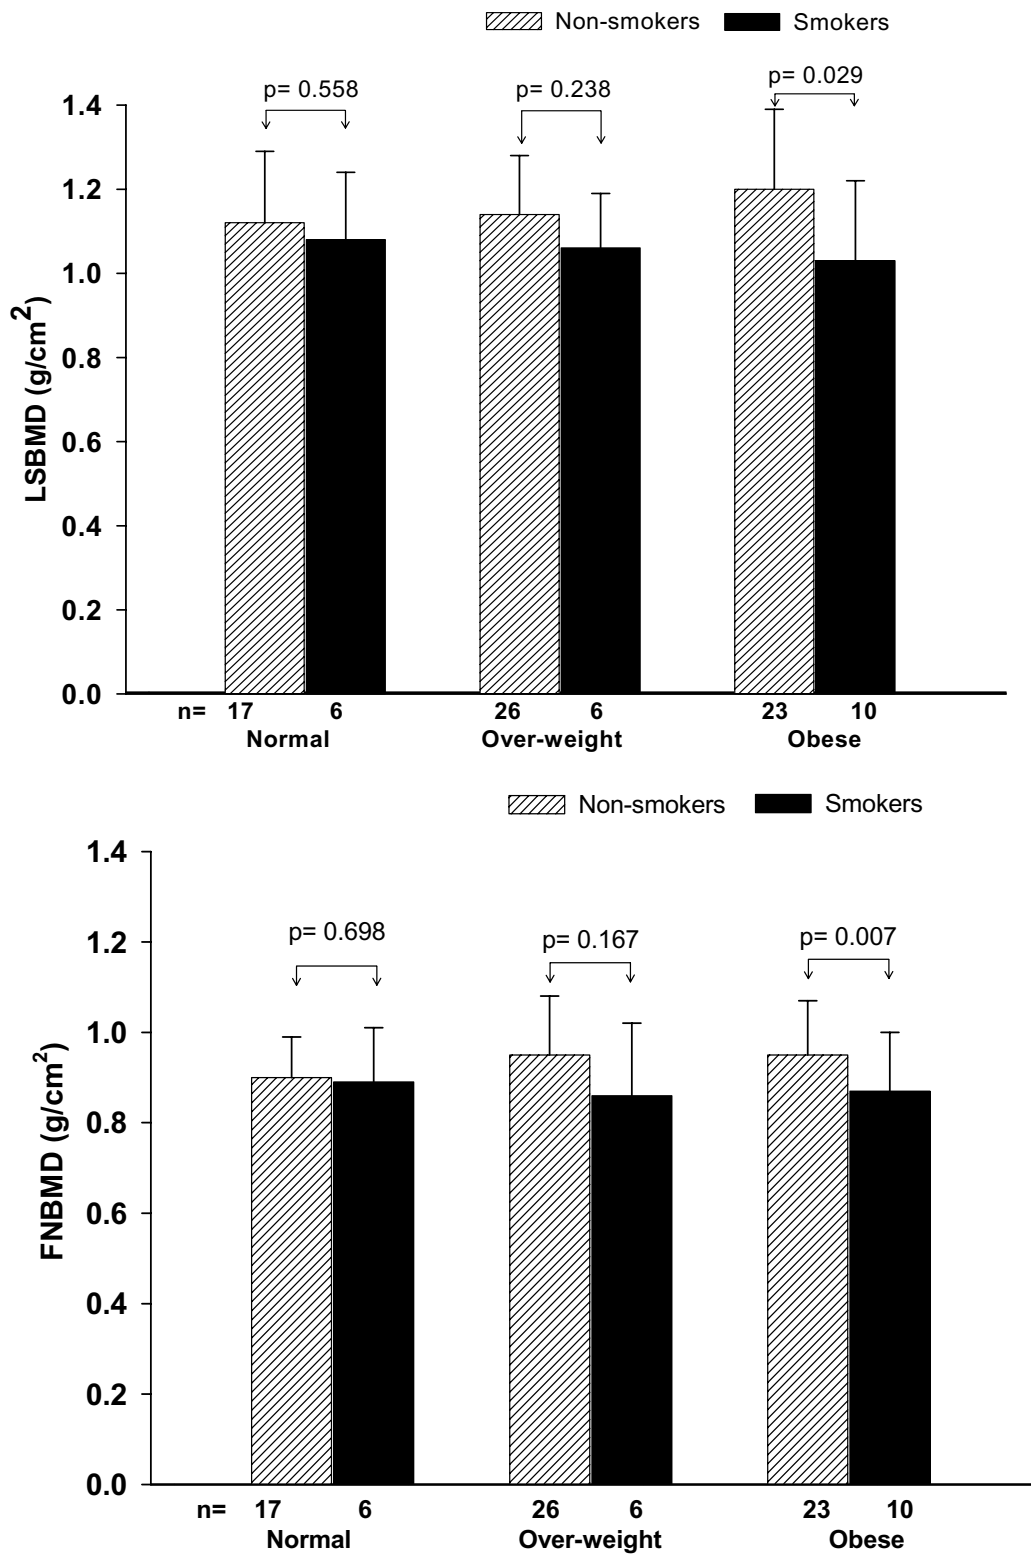 Non-smokers Smokers
p= 0.558 p= 0.238 p= 0.029
LSBMD (g/cm2)
1.4
1.2
1.0
0.8
0.6
0.4
0.2
0.0
n= 17 6 26 6 23 10
Normal Over-weight Obese
Non-smokers Smokers
p= 0.698 p= 0.167 p= 0.007
FNBMD (g/cm2)
1.4
1.2
1.0
0.8
0.6
0.4
0.2
0.0
n= 17 6 26 6 23 10
Normal Over-weight Obese